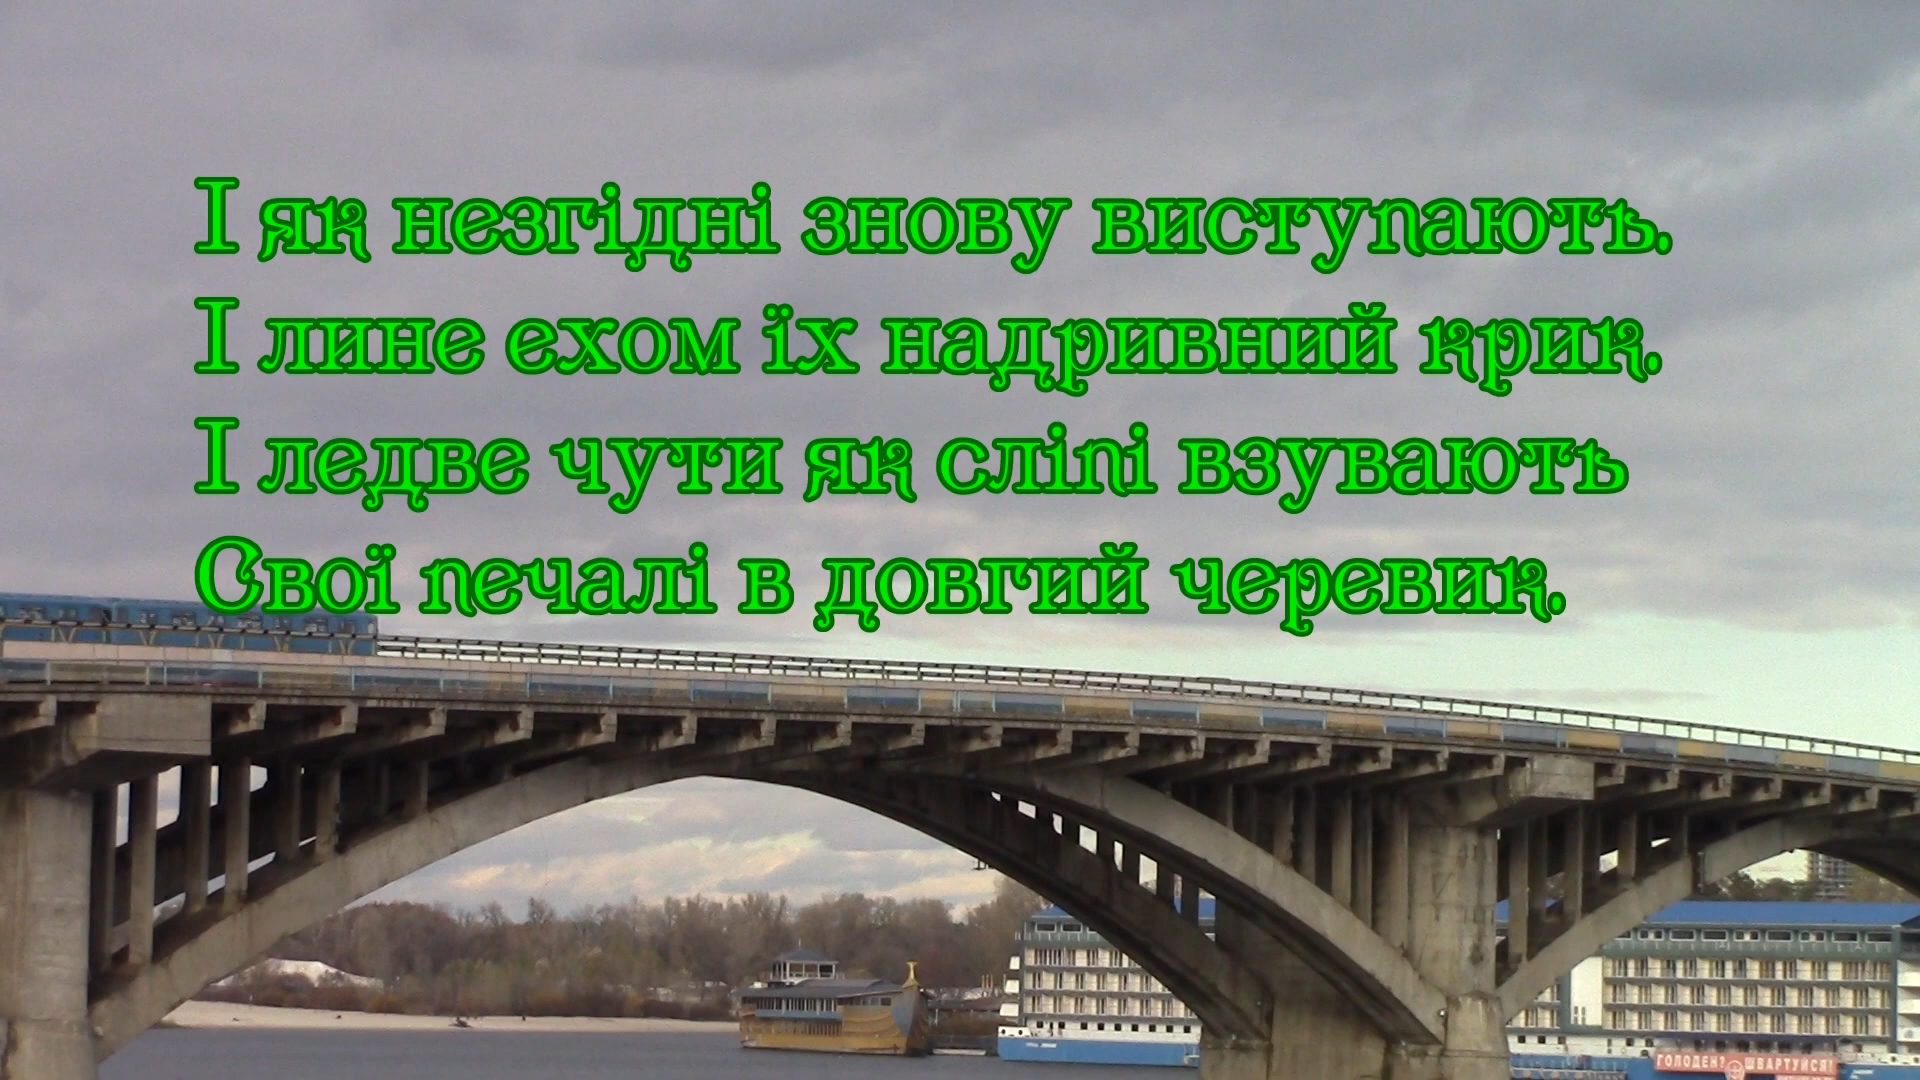 І як незгідні знову виступають.
І лине ехом їх надривний крик.
І ледве чути як сліпі взувають
Свої печалі в довгий черевик.
ГОЛОДЕН? ШВАРТУЙСЯ!